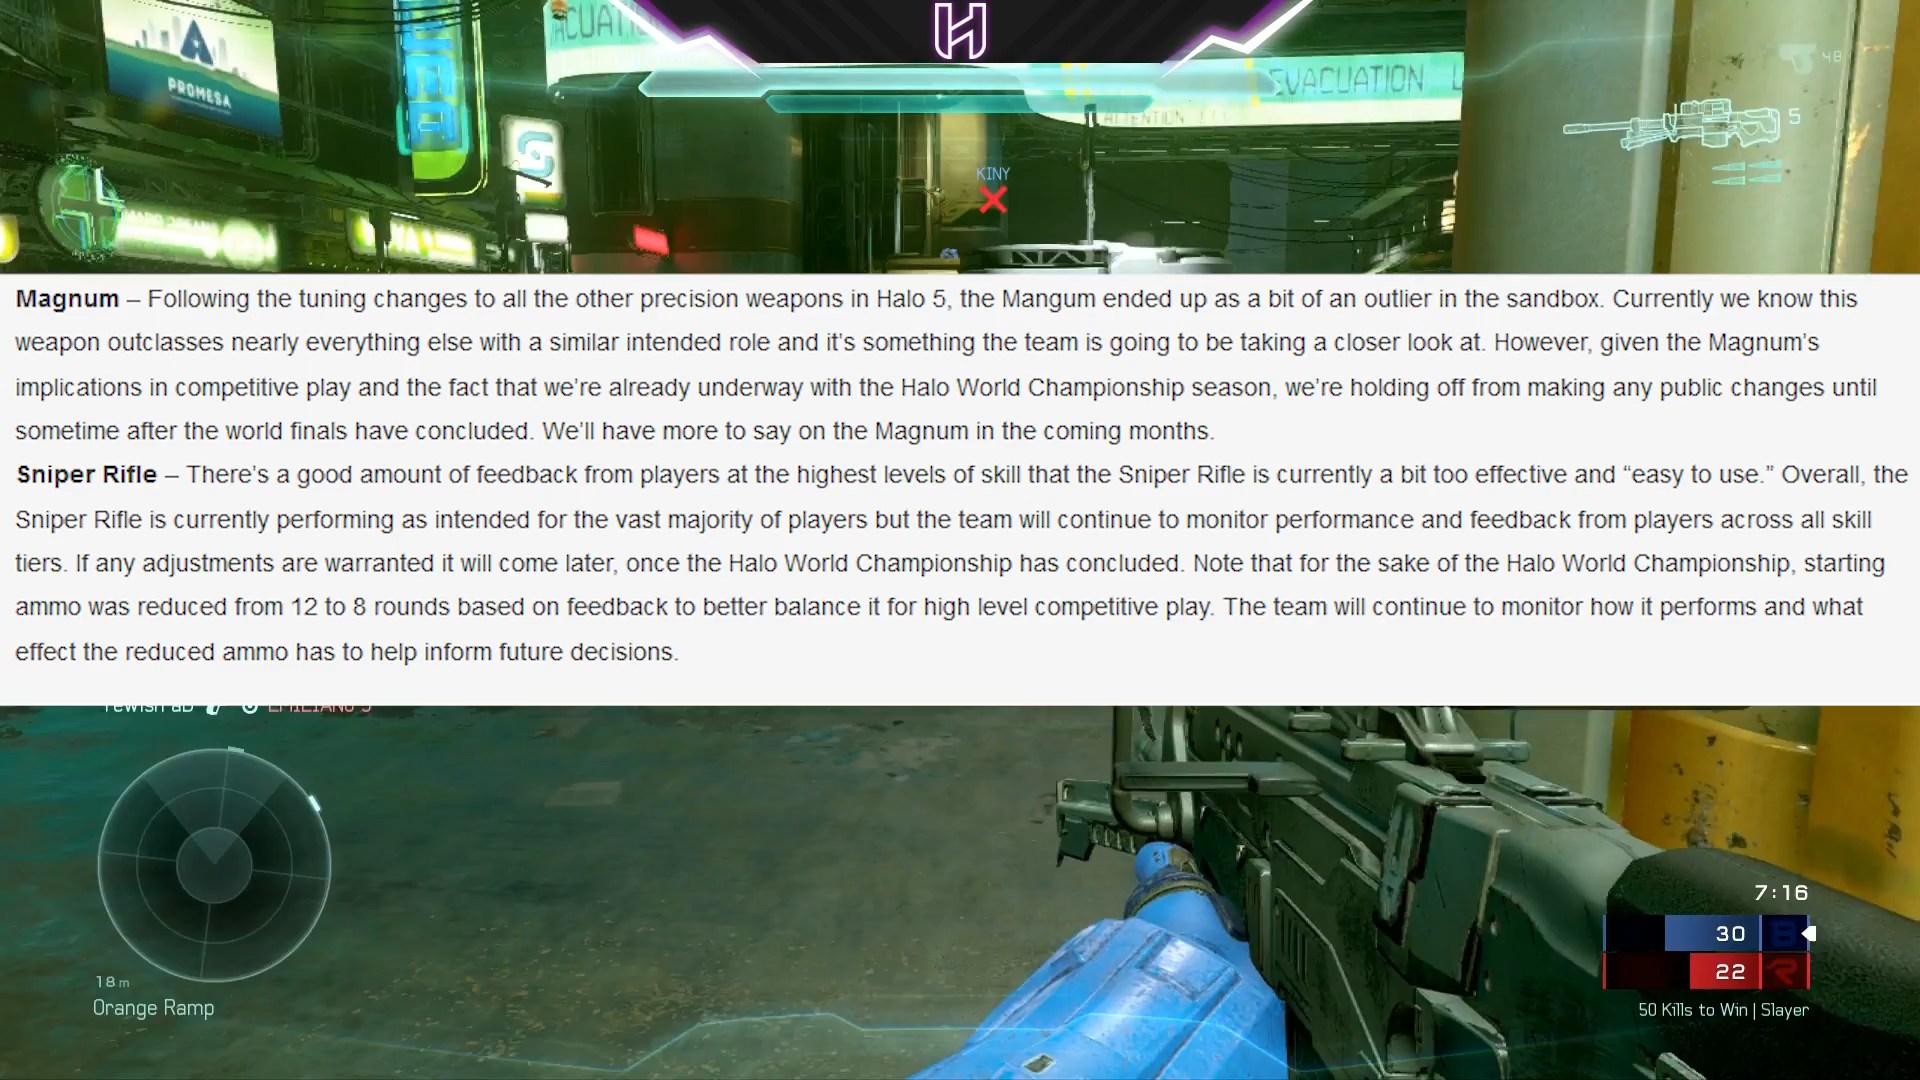 H
ACUATI
EVACUATION
ATTENTION
PROMESA
48
5
KINY
Magnum – Following the tuning changes to all the other precision weapons in Halo 5, the Mangum ended up as a bit of an outlier in the sandbox. Currently we know this
weapon outclasses nearly everything else with a similar intended role and it’s something the team is going to be taking a closer look at. However, given the Magnum’s
implications in competitive play and the fact that we’re already underway with the Halo World Championship season, we’re holding off from making any public changes until
sometime after the world finals have concluded. We’ll have more to say on the Magnum in the coming months.
Sniper Rifle – There’s a good amount of feedback from players at the highest levels of skill that the Sniper Rifle is currently a bit too effective and “easy to use.” Overall, the
Sniper Rifle is currently performing as intended for the vast majority of players but the team will continue to monitor performance and feedback from players across all skill
tiers. If any adjustments are warranted it will come later, once the Halo World Championship has concluded. Note that for the sake of the Halo World Championship, starting
ammo was reduced from 12 to 8 rounds based on feedback to better balance it for high level competitive play. The team will continue to monitor how it performs and what
effect the reduced ammo has to help inform future decisions.
7:16
30 B
22 R
18 m
Orange Ramp
50 Kills to Win | Slayer